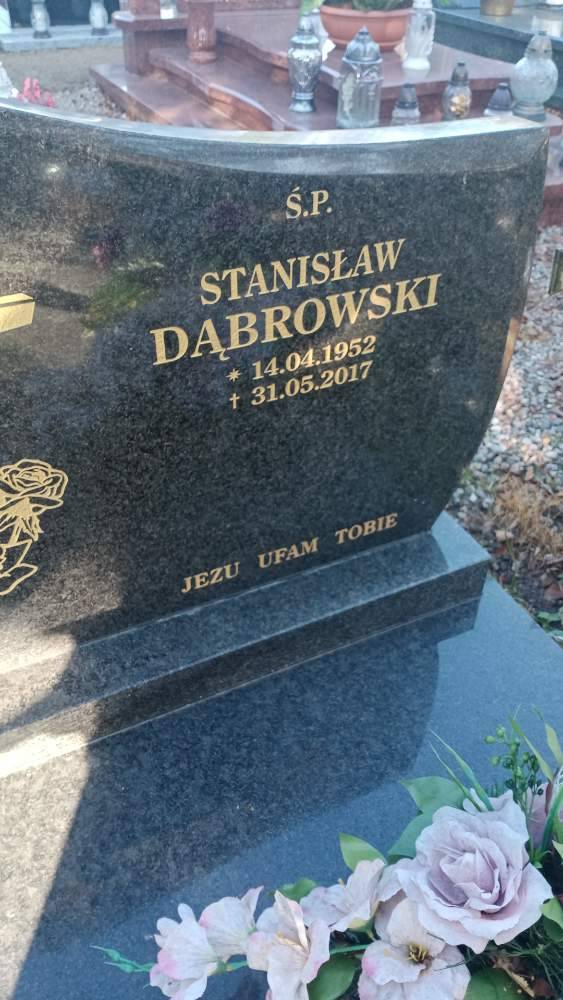 Ś.P.
STANISŁAW
DĄBROWSKI
* 14.04.1952
† 31.05.2017
JEZU UFAM TOBIE